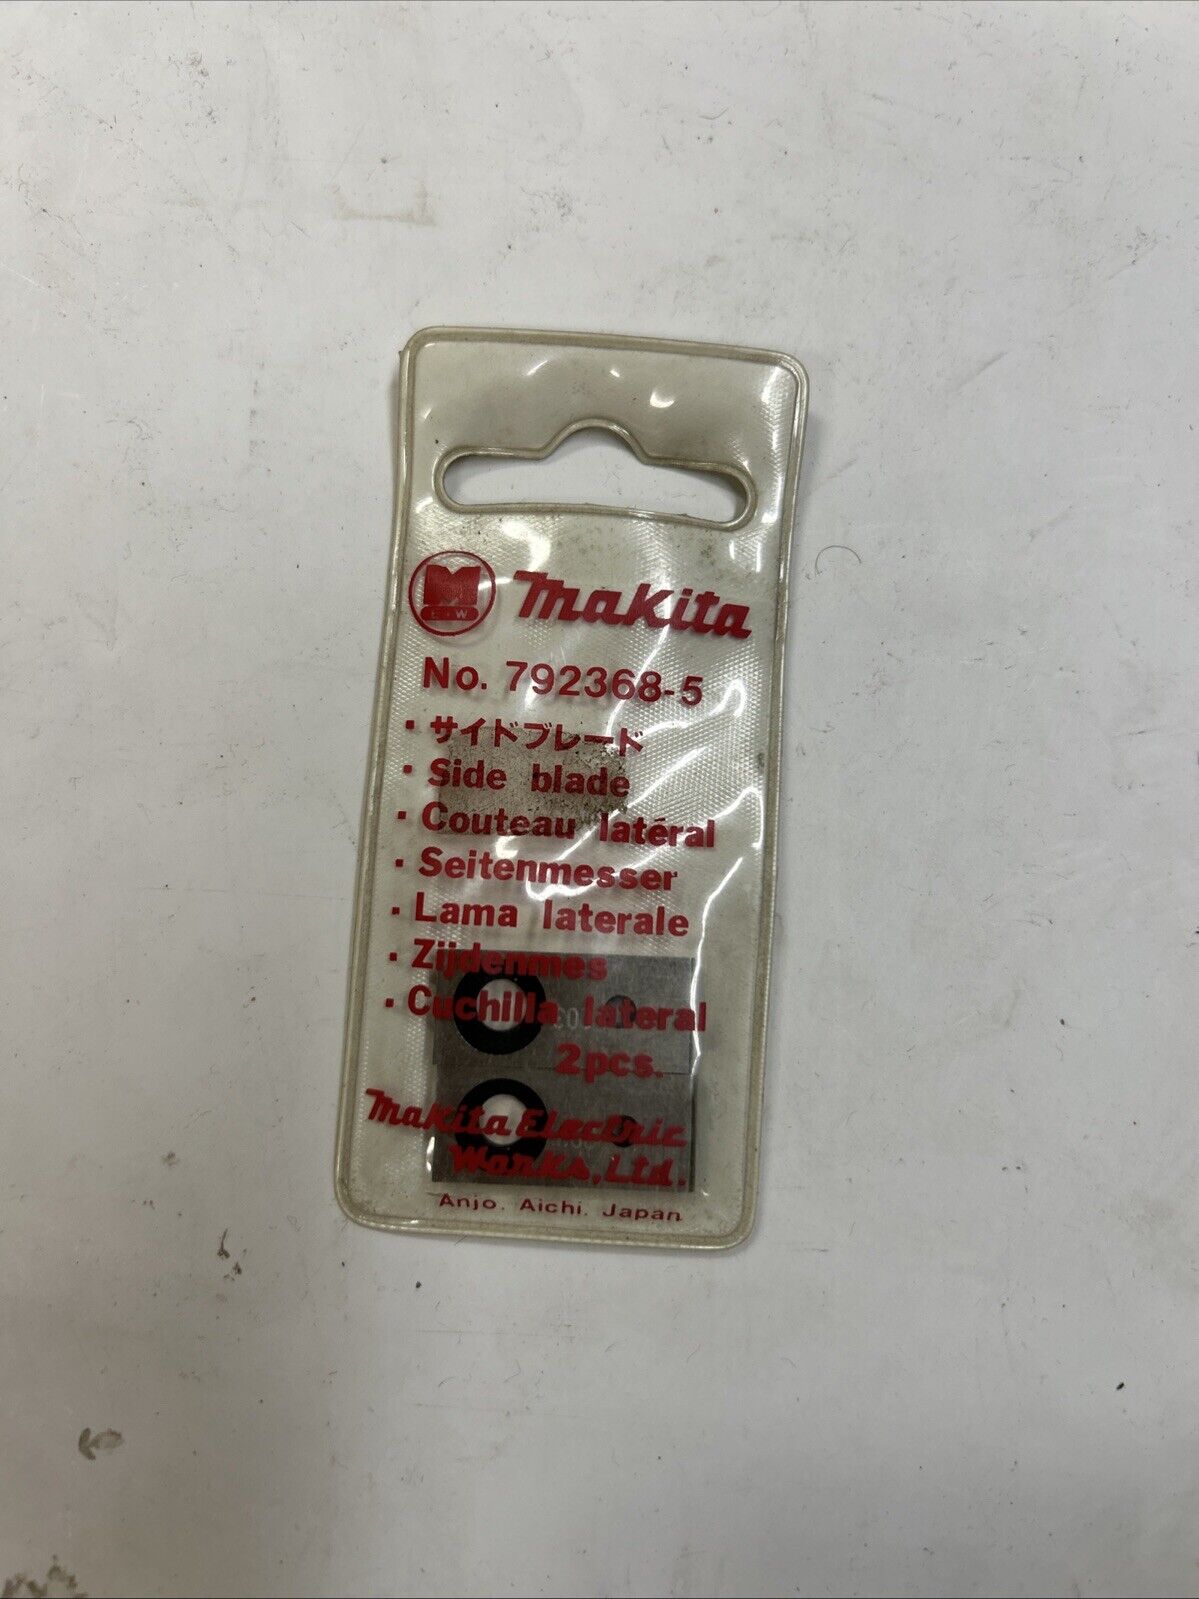 makita
No. 792368-5
・サイドブレード
・Side blade
・Couteau latéral
・Seitenmesser
・Lama laterale
・Zijdenmes
・Cuchilla lateral
2pcs.
Makita Electric
Works, Ltd.
Anjo. Aichi. Japan